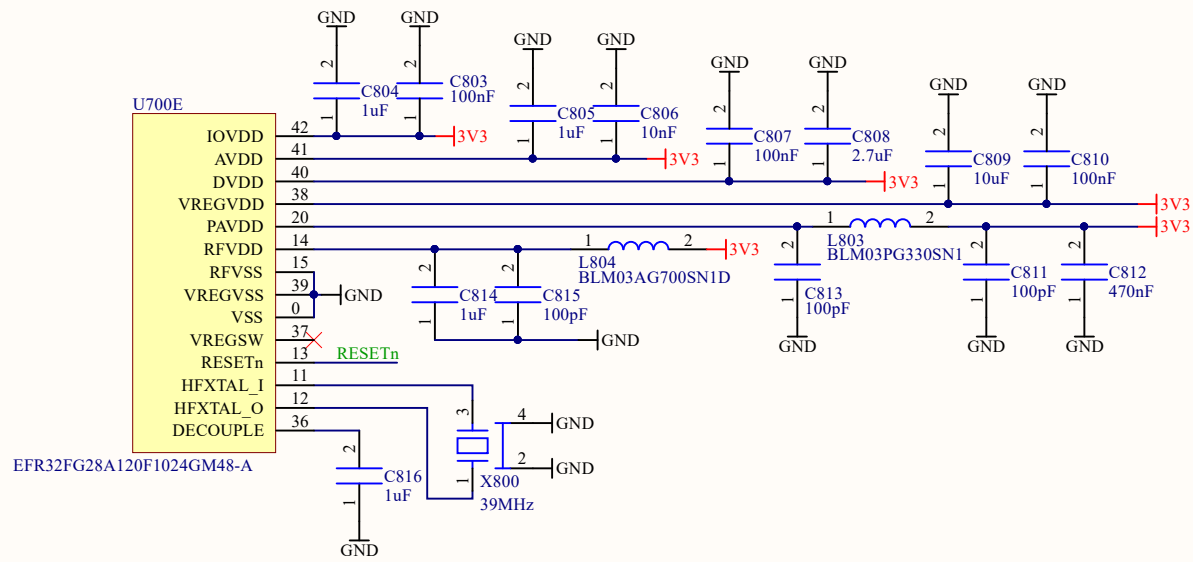 GND GND
2 2
C804 C803
1uF 100nF
1 1
GND GND
2 2
C805 C806
1uF 10nF
1 1
GND GND
2 2
C807 C808
100nF 2.7uF
1 1
GND GND
2 2
C809 C810
10uF 100nF
1 1
U700E
IOVDD 42 3V3
AVDD 41 3V3
DVDD 40 3V3
VREGVDD 38 3V3
PAVDD 20 1 2 3V3
L803
BLM03PG330SN1
RFVDD 14 1 2 3V3
L804
BLM03AG700SN1D
RFVSS 15
VREGVSS 39 GND
VSS 0
VREGSW 37
RESETn 13 RESETn
HFXTAL_I 11
HFXTAL_O 12
DECOUPLE 36
EFR32FG28A120F1024GM48-A
2 2
C814 C815
1uF 100pF
1 1
GND
2
C813
100pF
1
GND
2 2
C811 C812
100pF 470nF
1 1
GND GND
3 4 GND
1 2 GND
X800
39MHz
2
C816
1uF
1
GND